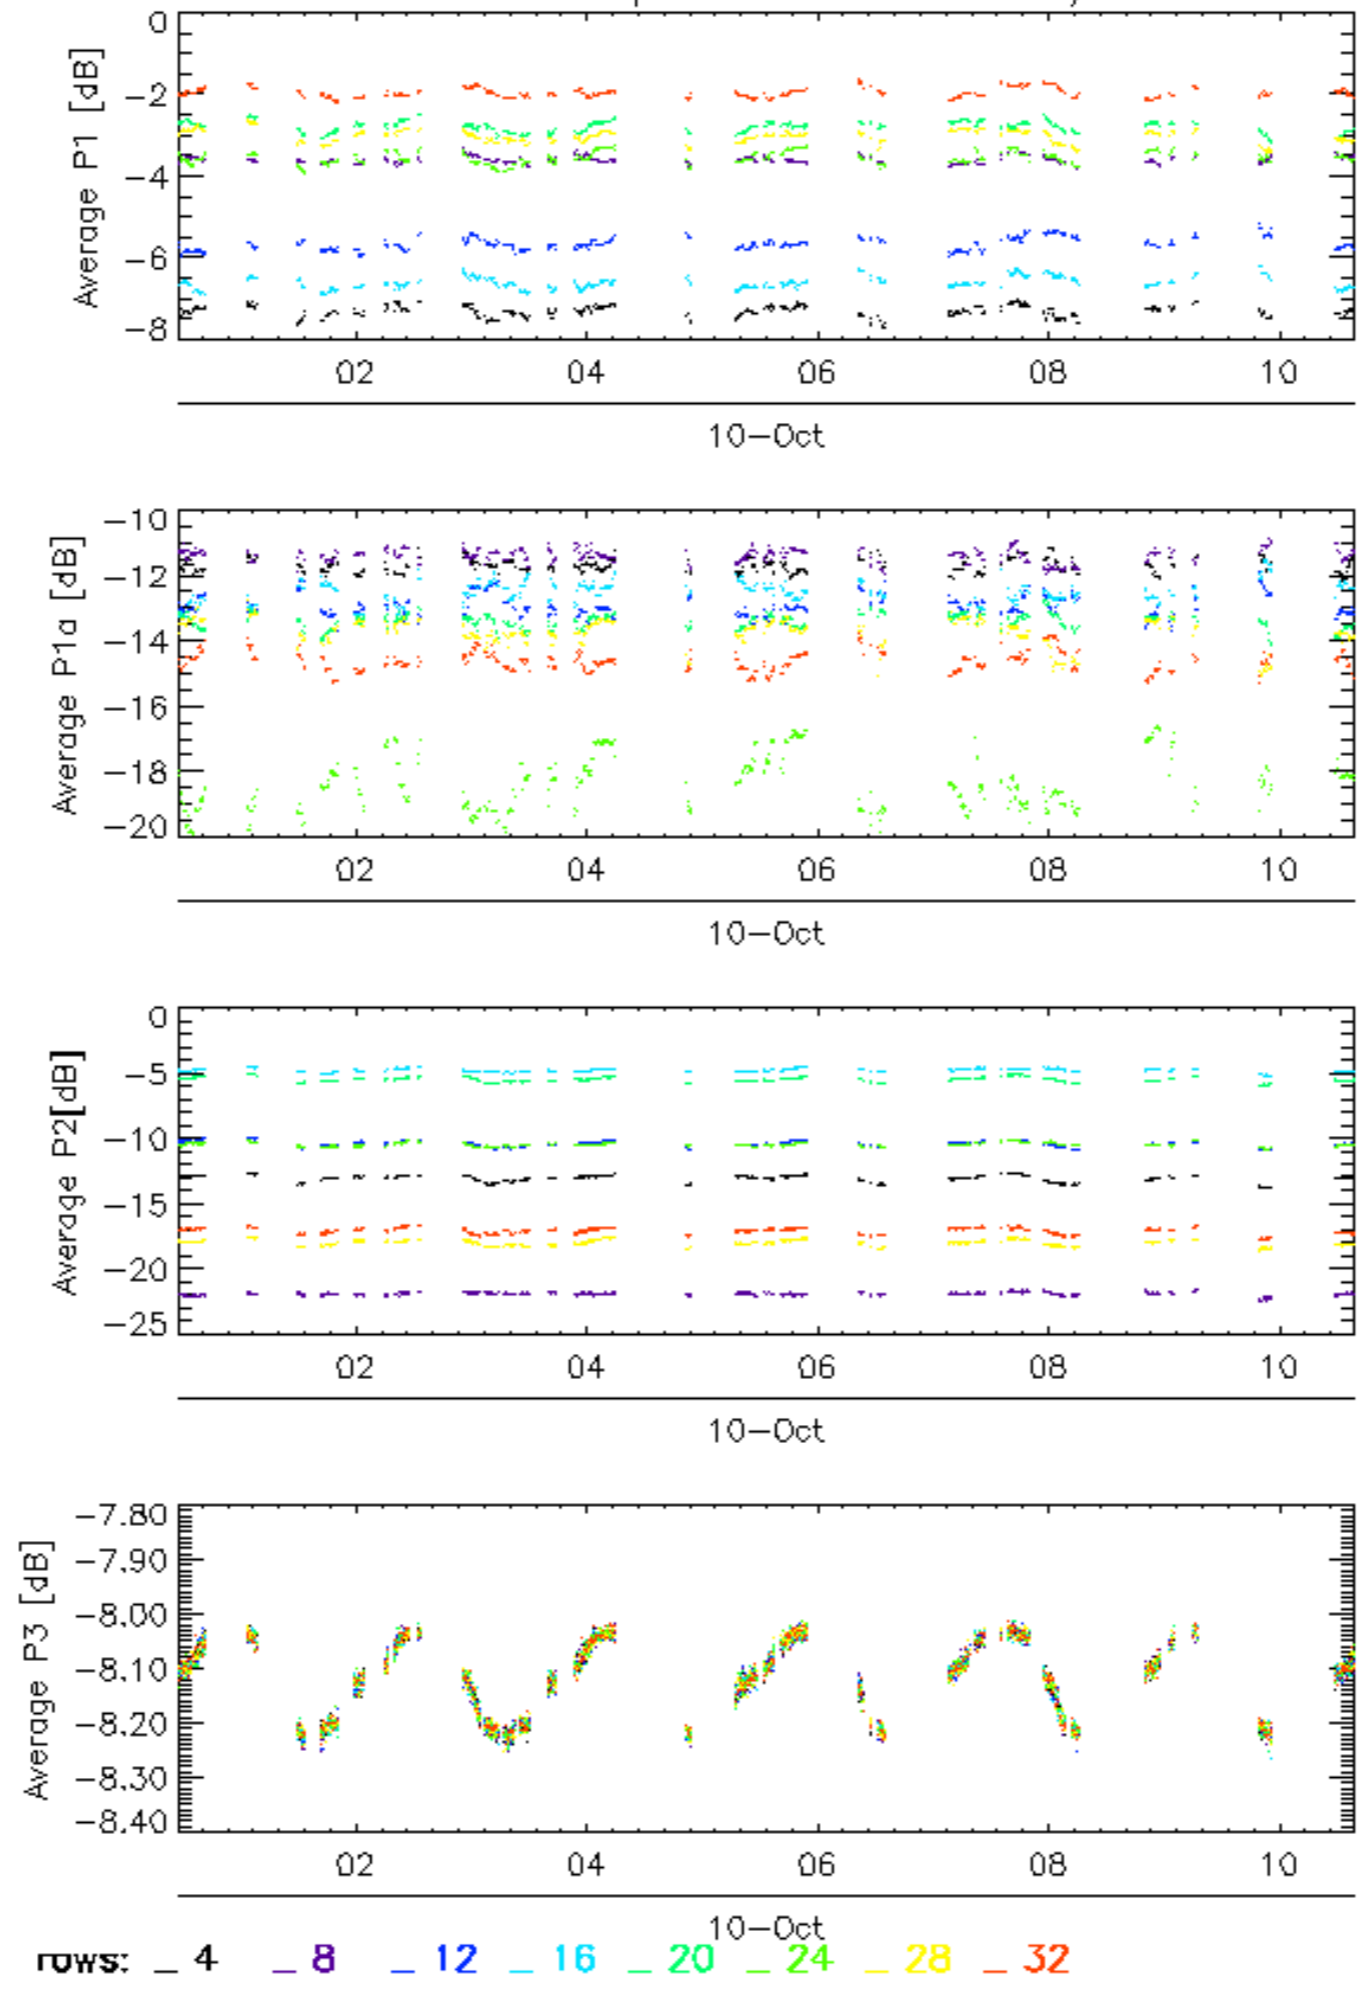 0
−2
−4
−6
−8
Average P1 [dB]
02 04 06 08 10
10−Oct
−10
−12
−14
−16
−18
−20
Average P1a [dB]
02 04 06 08 10
10−Oct
0
−5
−10
−15
−20
−25
Average P2[dB]
02 04 06 08 10
10−Oct
−7.80
−7.90
−8.00
−8.10
−8.20
−8.30
−8.40
Average P3 [dB]
02 04 06 08 10
10−Oct
rows: _ 4 _ 8 _ 12 _ 16 _ 20 _ 24 _ 28 _ 32